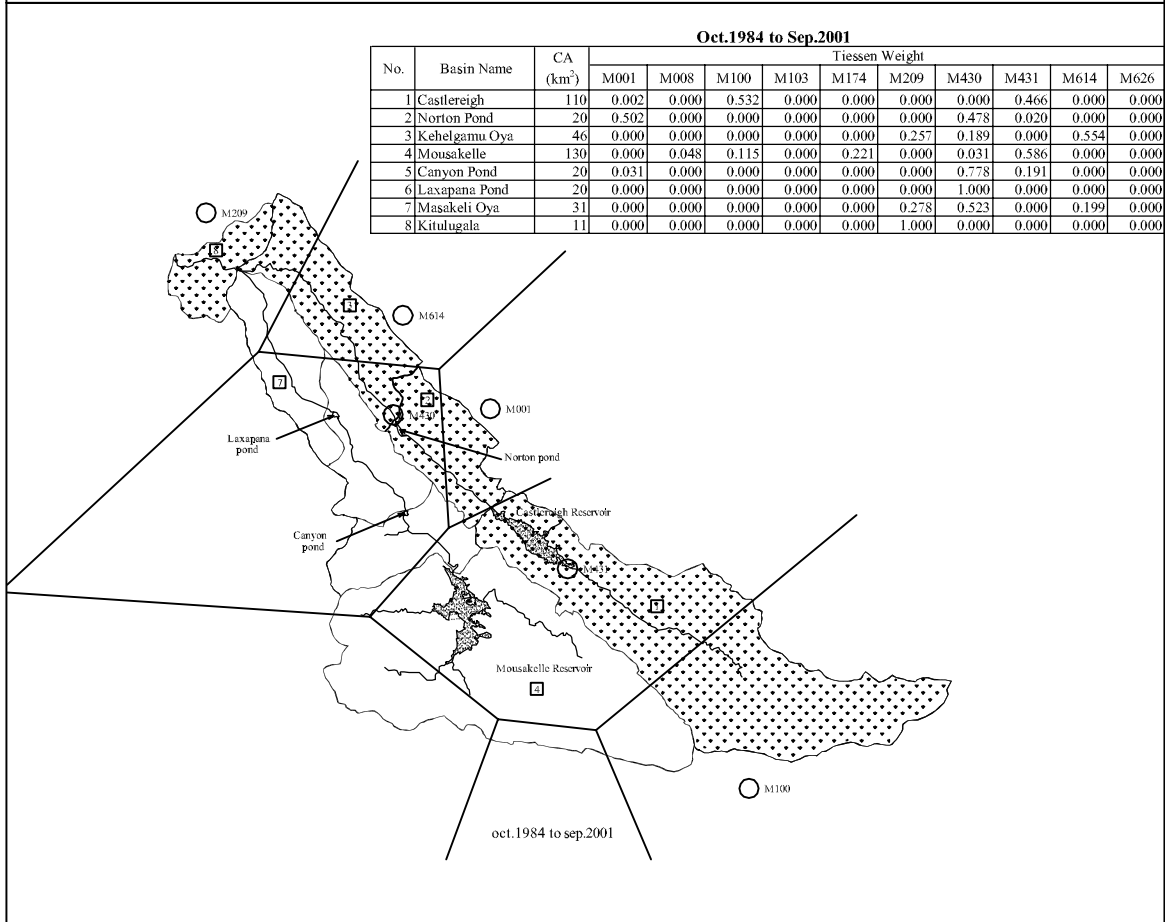 Oct.1984 to Sep.2001
No. Basin Name CA (km2) Tiessen Weight
M001 M008 M100 M103 M174 M209 M430 M431 M614 M626
1 Castlereigh 110 0.002 0.000 0.532 0.000 0.000 0.000 0.000 0.466 0.000 0.000
2 Norton Pond 20 0.502 0.000 0.000 0.000 0.000 0.000 0.478 0.020 0.000 0.000
3 Kehelgamu Oya 46 0.000 0.000 0.000 0.000 0.000 0.257 0.189 0.000 0.554 0.000
4 Mousakelle 130 0.000 0.048 0.115 0.000 0.221 0.000 0.031 0.586 0.000 0.000
5 Canyon Pond 20 0.031 0.000 0.000 0.000 0.000 0.000 0.778 0.191 0.000 0.000
6 Laxapana Pond 20 0.000 0.000 0.000 0.000 0.000 0.000 1.000 0.000 0.000 0.000
7 Masakeli Oya 31 0.000 0.000 0.000 0.000 0.000 0.278 0.523 0.000 0.199 0.000
8 Kitulugala 11 0.000 0.000 0.000 0.000 0.000 1.000 0.000 0.000 0.000 0.000
M209
8
3
M614
7
2
M430
M001
Laxapana
pond
Norton pond
Castlereigh Reservoir
Canyon
pond
M431
1
Mousakelle Reservoir
4
M100
oct.1984 to sep.2001